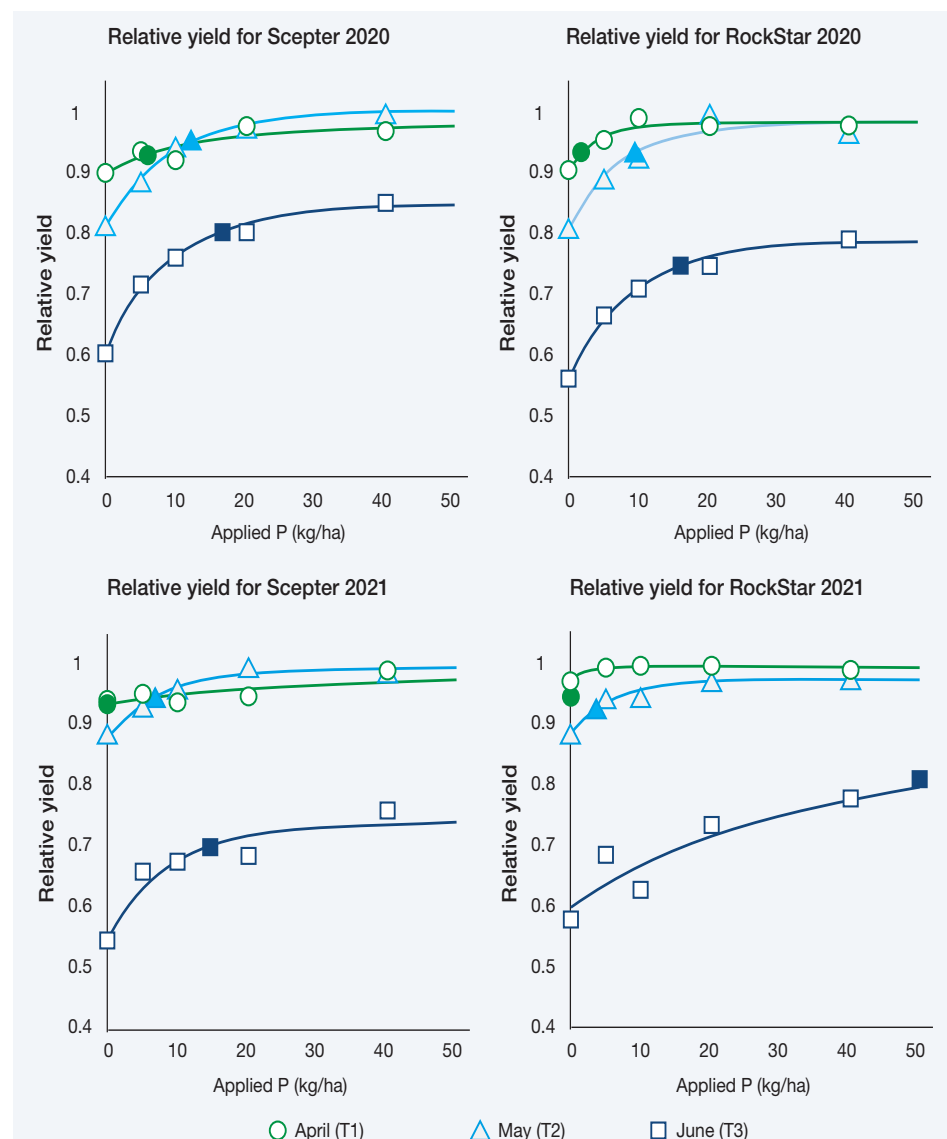 Relative yield for Scepter 2020
Relative yield
1
0.9
0.8
0.7
0.6
0.5
0.4
0 10 20 30 40 50
Applied P (kg/ha)
Relative yield for RockStar 2020
Relative yield
1
0.9
0.8
0.7
0.6
0.5
0.4
0 10 20 30 40 50
Applied P (kg/ha)
Relative yield for Scepter 2021
Relative yield
1
0.9
0.8
0.7
0.6
0.5
0.4
0 10 20 30 40 50
Applied P (kg/ha)
Relative yield for RockStar 2021
Relative yield
1
0.9
0.8
0.7
0.6
0.5
0.4
0 10 20 30 40 50
Applied P (kg/ha)
April (T1) May (T2) June (T3)